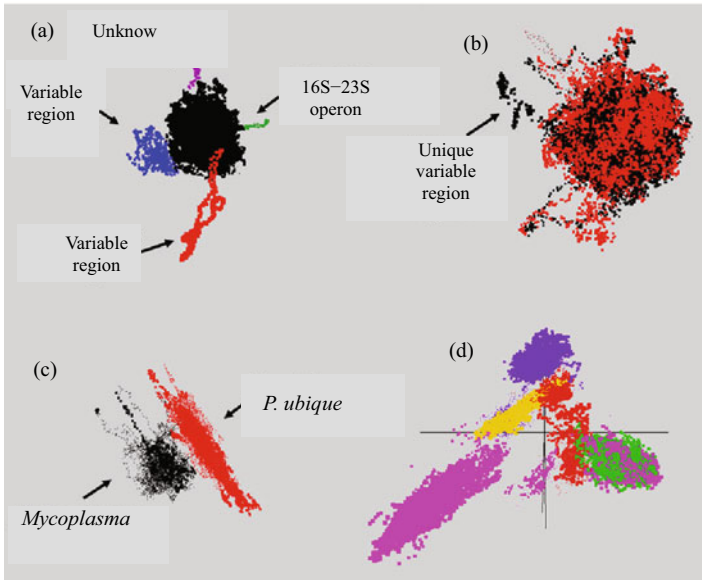 (a)
Unknow
Variable
region
16S−23S
operon
Variable
region
(b)
Unique
variable
region
(c)
P. ubique
Mycoplasma
(d)